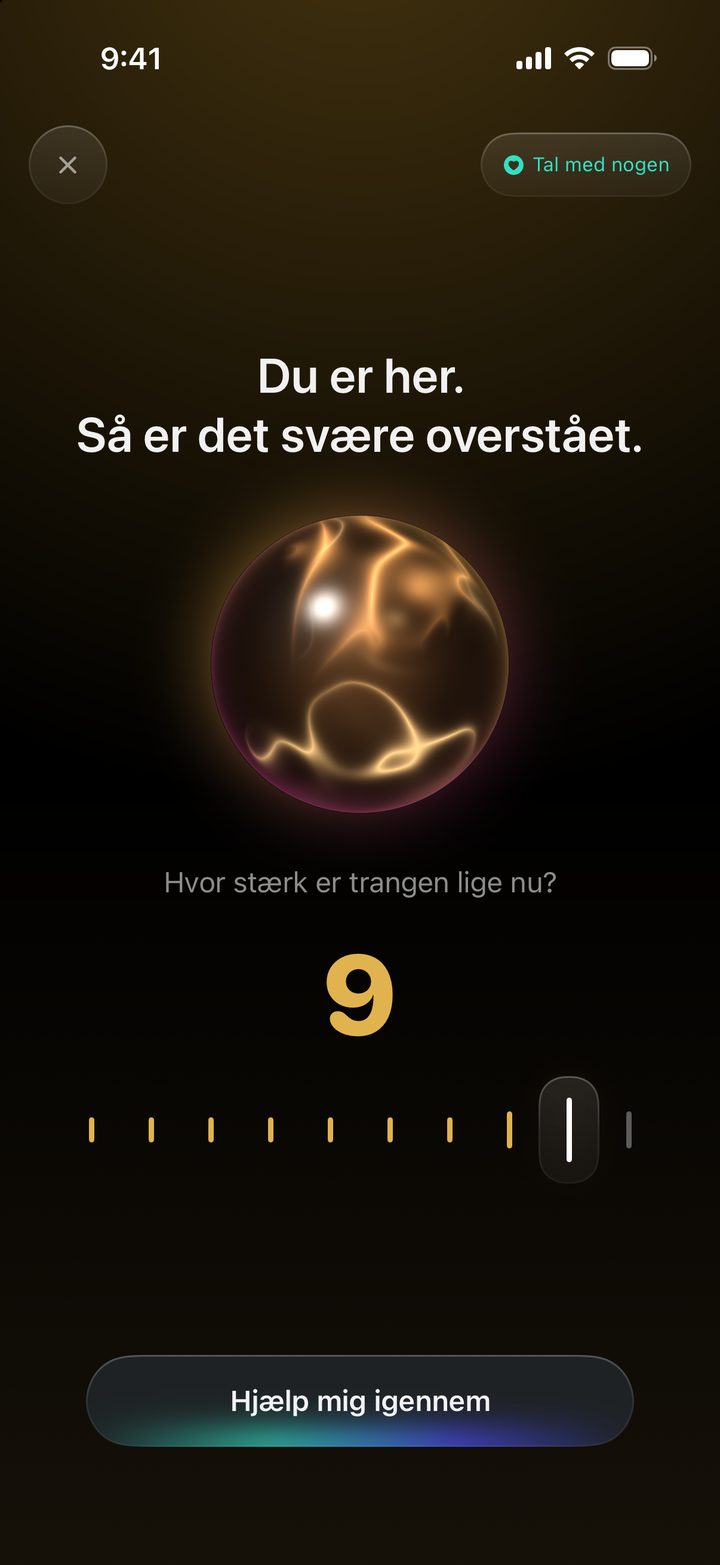 9:41
Tal med nogen
Du er her.
Så er det svære overstået.
Hvor stærk er trangen lige nu?
9
Hjælp mig igennem